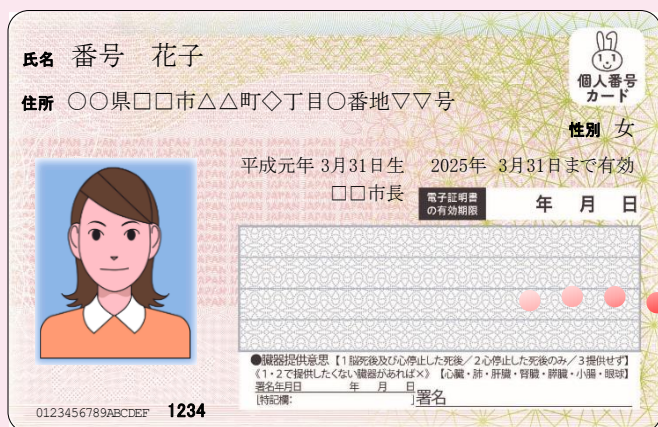 氏名 番号 花子
個人番号
カード
住所 ○○県□□市△△町◇丁目○番地▽▽号
性別 女
平成元年 3月31日生 2025年 3月31日まで有効
□□市長
電子証明書
の有効期限
年 月 日
●臓器提供意思【1脳死後及び心停止した死後／2心停止した死後のみ／3提供せず】
《1・2で提供したくない臓器があれば×》【心臓・肺・肝臓・腎臓・膵臓・小腸・眼球】
署名年月日 年 月 日
[特記欄: ]署名
0123456789ABCDEF 1234